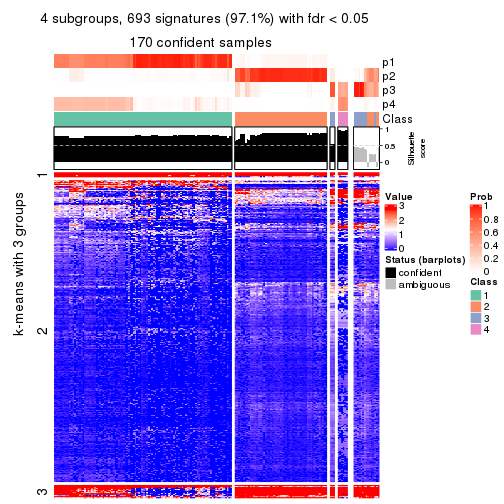 4 subgroups, 693 signatures (97.1%) with fdr < 0.05
170 confident samples
p1
p2
p3
p4
Class
1
0.5
0
Silhouette
score
k-means with 3 groups
1
2
3
Value
3
2
1
0
Status (barplots)
confident
ambiguous
Prob
1
0.8
0.6
0.4
0.2
0
Class
1
2
3
4